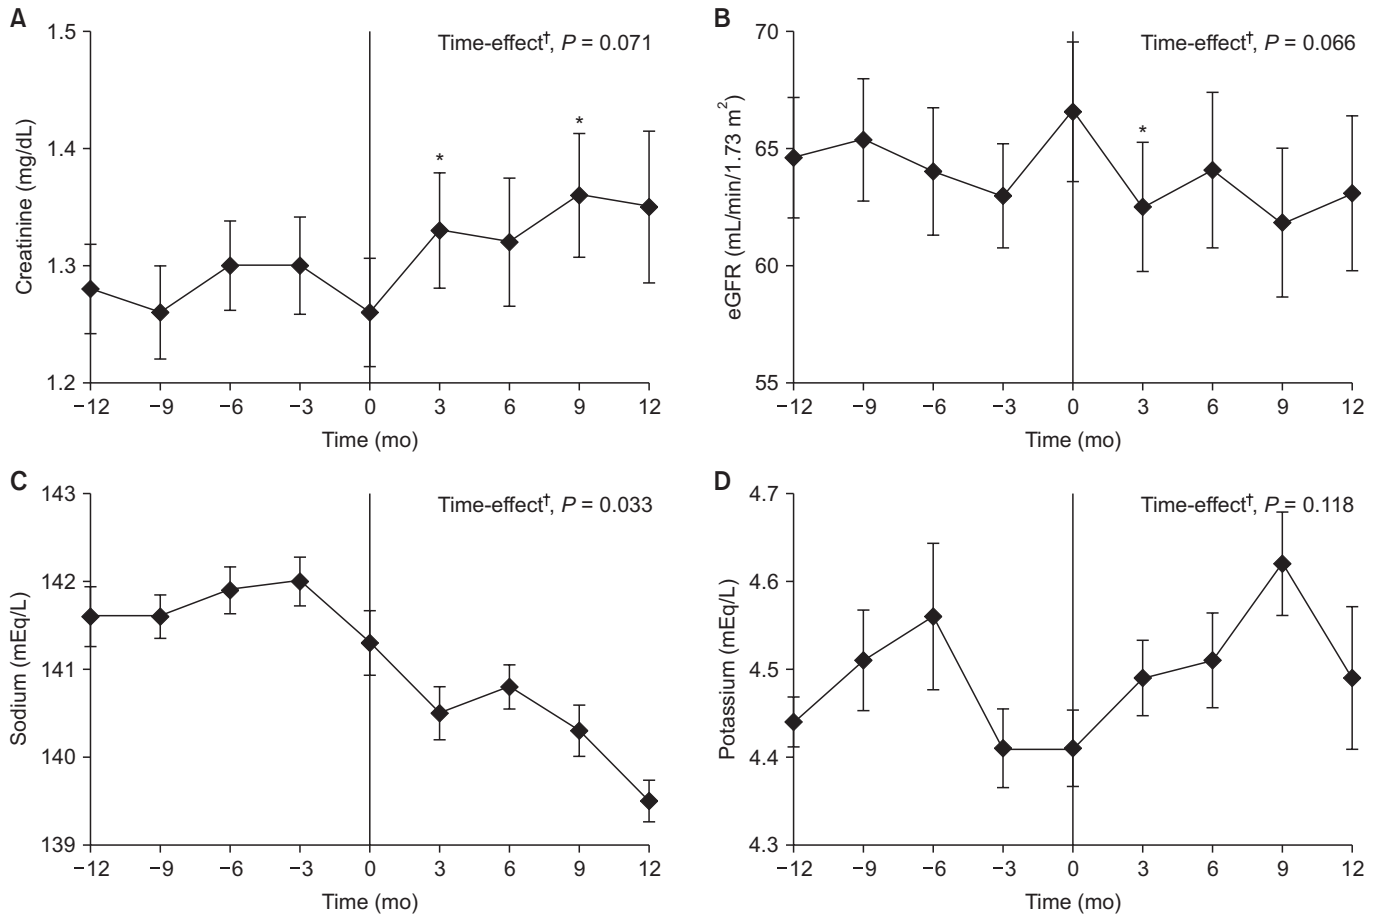 A
Time-effect†, P = 0.071
1.5
1.4
1.3
1.2
Creatinine (mg/dL)
*
*
−12 −9 −6 −3 0 3 6 9 12
Time (mo)
B
Time-effect†, P = 0.066
70
65
60
55
eGFR (mL/min/1.73 m²)
*
−12 −9 −6 −3 0 3 6 9 12
Time (mo)
C
Time-effect†, P = 0.033
143
142
141
140
139
Sodium (mEq/L)
−12 −9 −6 −3 0 3 6 9 12
Time (mo)
D
Time-effect†, P = 0.118
4.7
4.6
4.5
4.4
4.3
Potassium (mEq/L)
−12 −9 −6 −3 0 3 6 9 12
Time (mo)